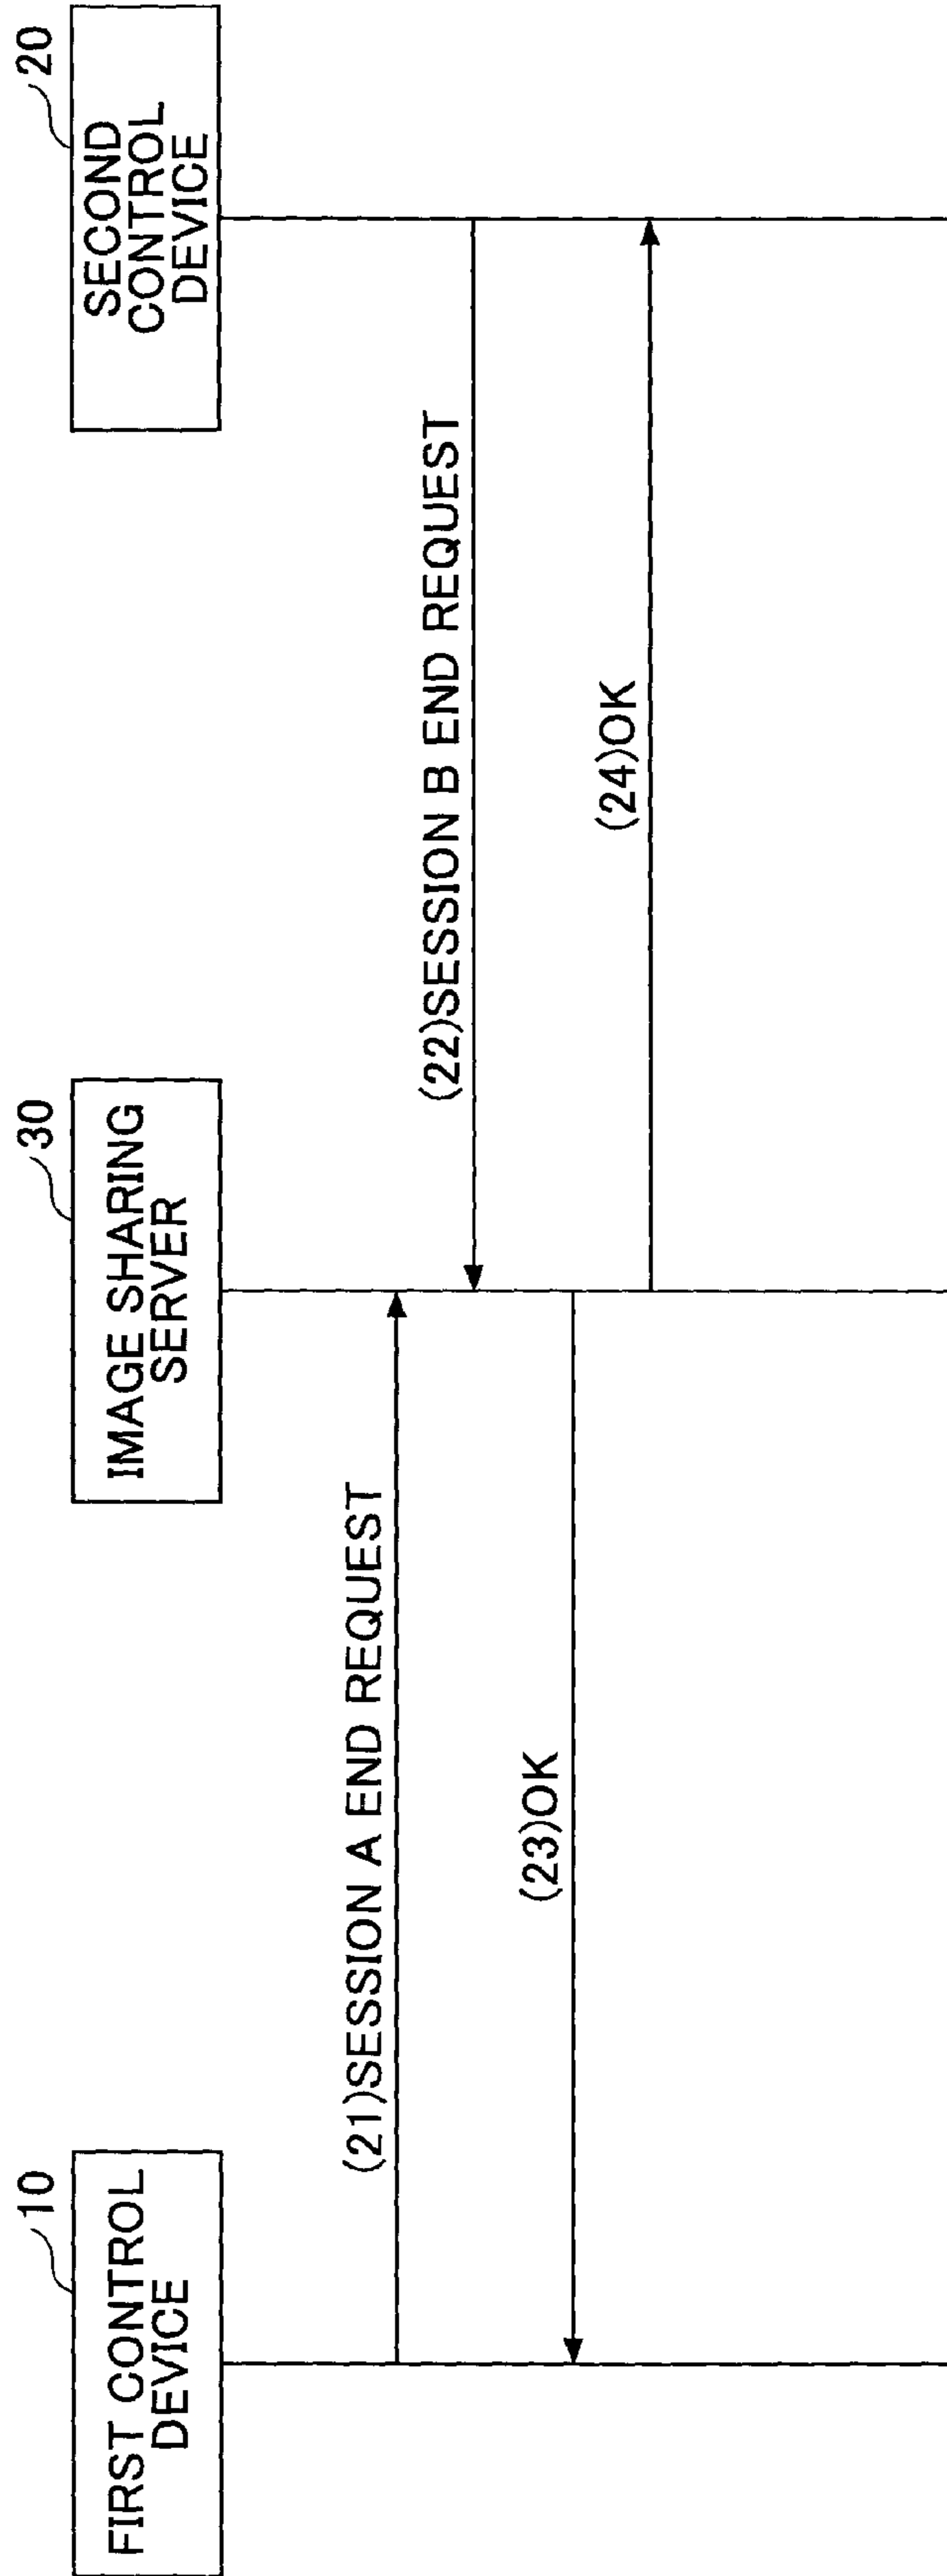 10
FIRST CONTROL
DEVICE
30
IMAGE SHARING
SERVER
20
SECOND
CONTROL
DEVICE
(21)SESSION A END REQUEST
(22)SESSION B END REQUEST
(23)OK
(24)OK